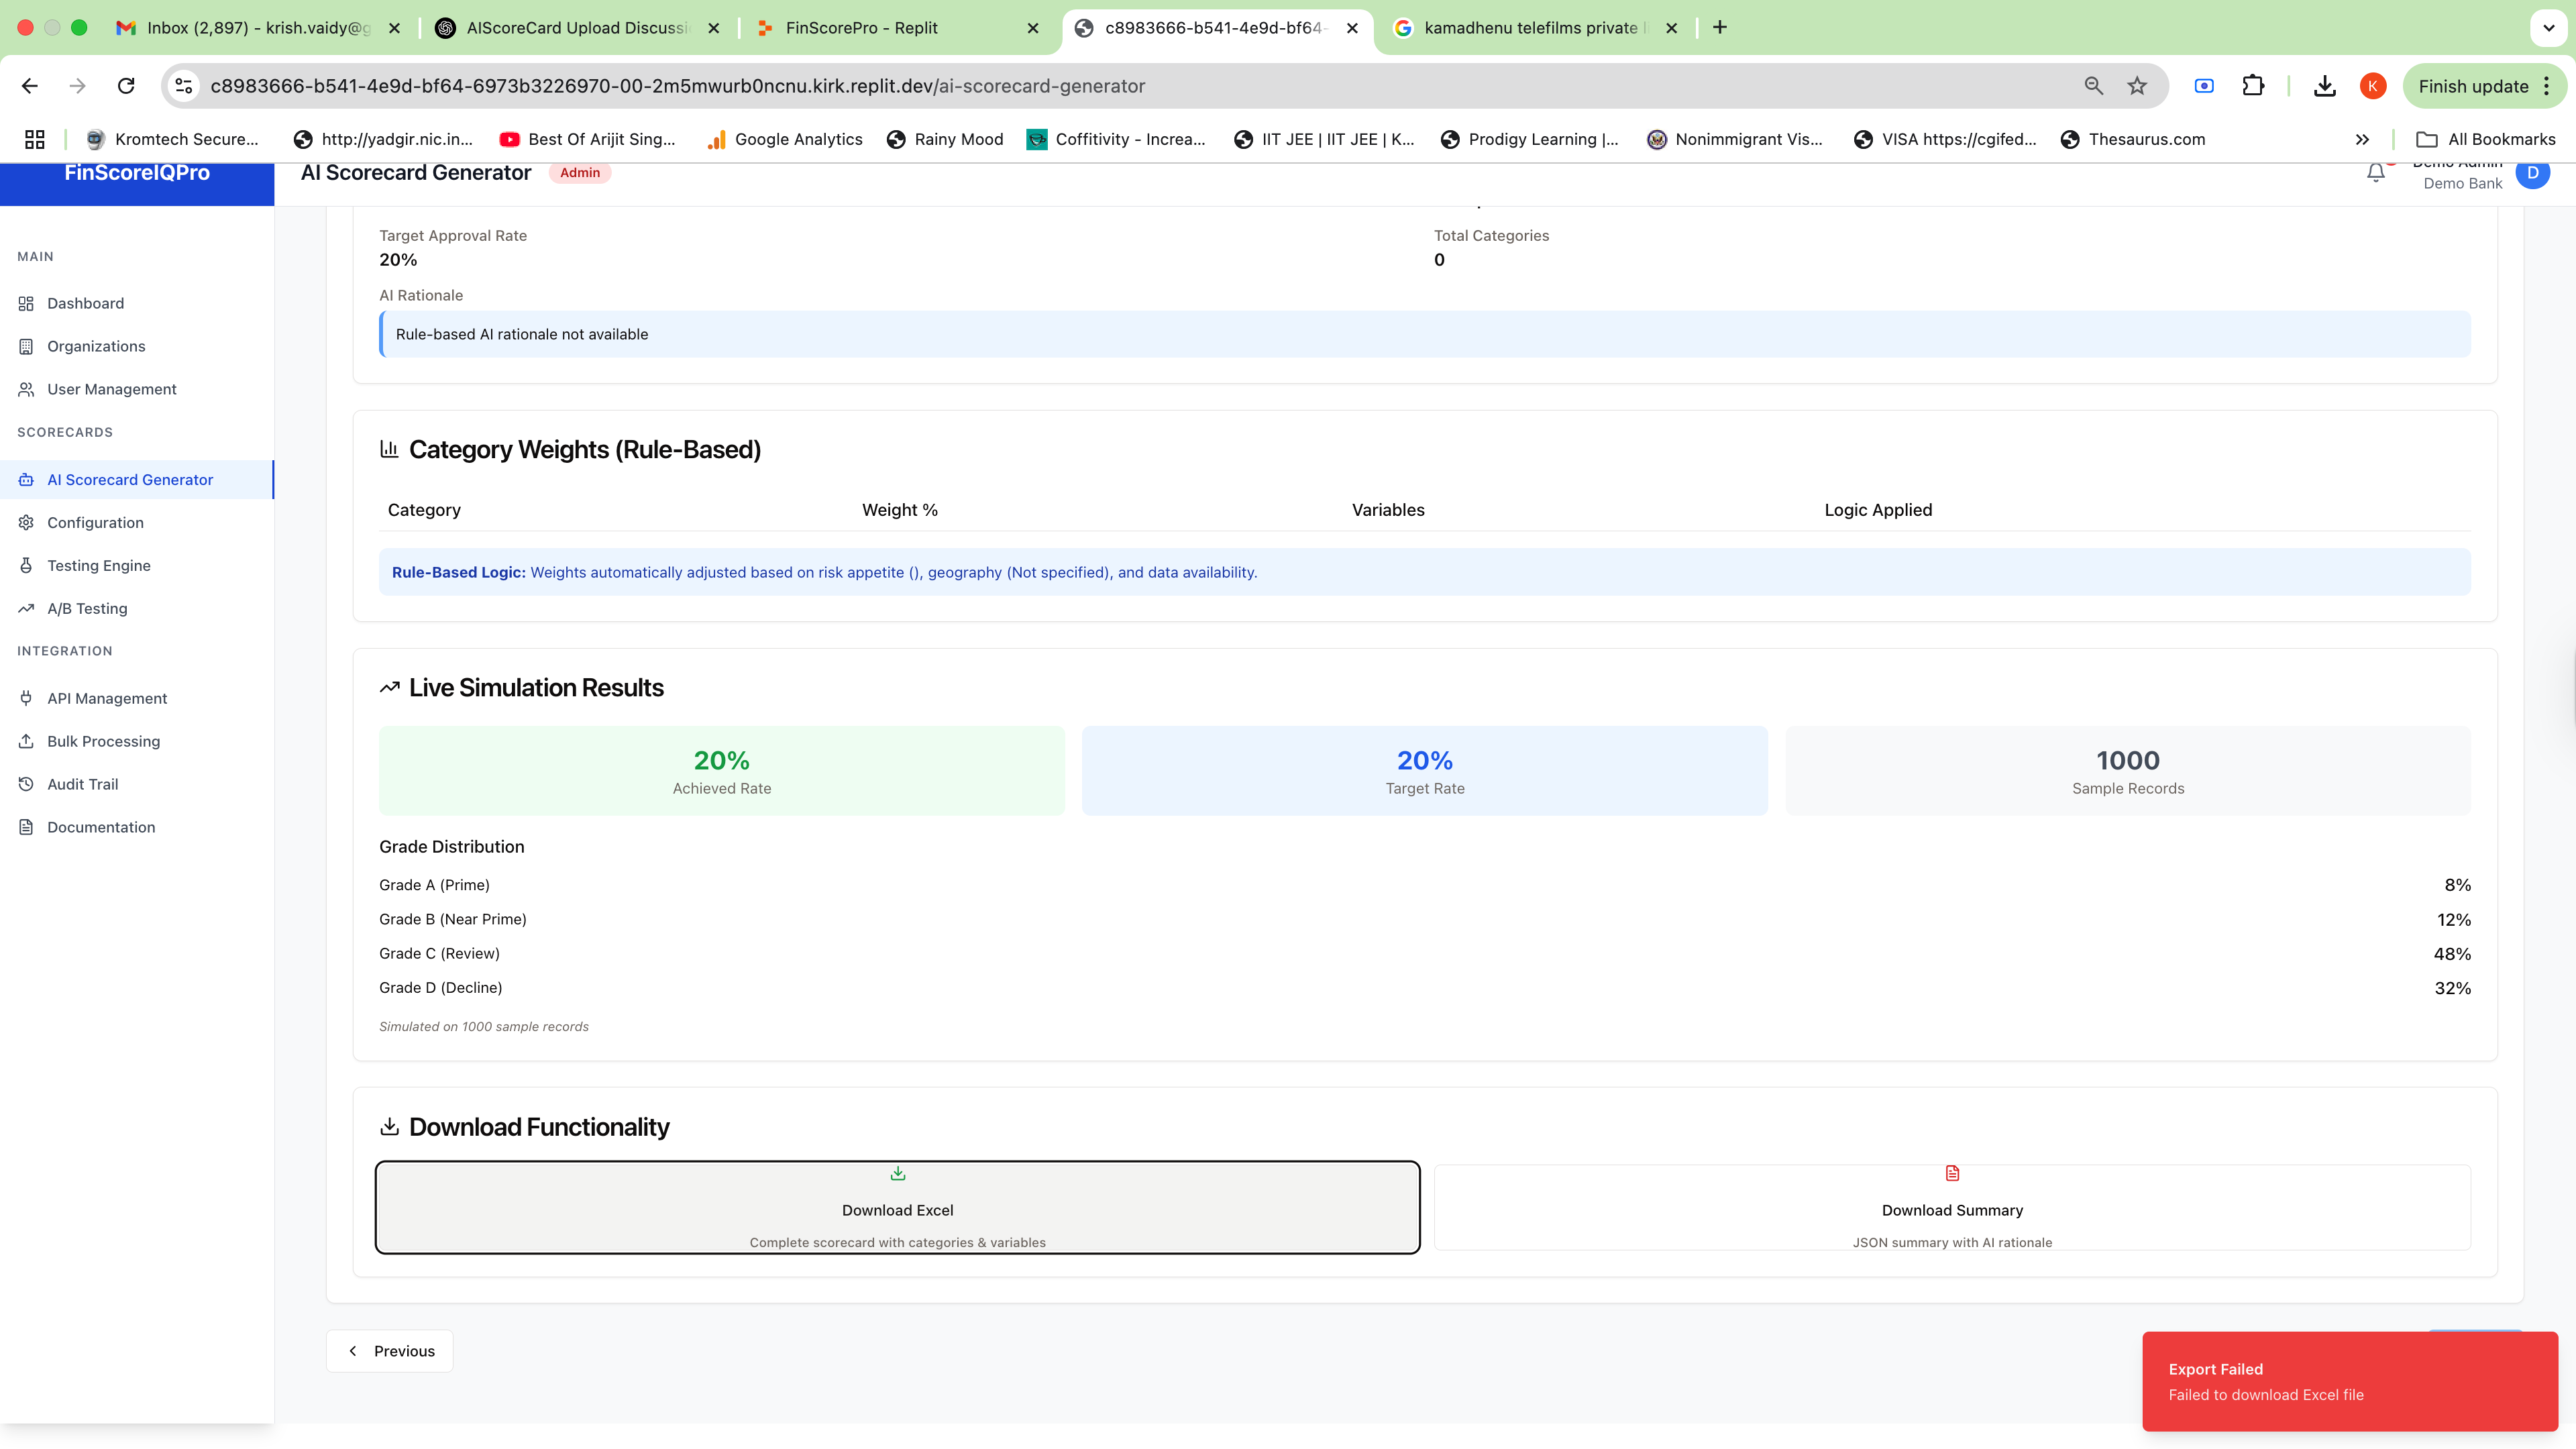 Inbox (2,897) - krish.vaidy@g
AIScoreCard Upload Discussi
FinScorePro - Replit
c8983666-b541-4e9d-bf64-
kamadhenu telefilms private li
c8983666-b541-4e9d-bf64-6973b3226970-00-2m5mwurb0ncnu.kirk.replit.dev/ai-scorecard-generator
K
Finish update
Kromtech Secure...
http://yadgir.nic.in...
Best Of Arijit Sing...
Google Analytics
Rainy Mood
Coffitivity - Increa...
IIT JEE | IIT JEE | K...
Prodigy Learning |...
Nonimmigrant Vis...
VISA https://cgifed...
Thesaurus.com
All Bookmarks
FinScoreIQPro
AI Scorecard Generator
Admin
Demo Admin
Demo Bank
D
MAIN
Dashboard
Organizations
User Management
SCORECARDS
AI Scorecard Generator
Configuration
Testing Engine
A/B Testing
INTEGRATION
API Management
Bulk Processing
Audit Trail
Documentation
Target Approval Rate
20%
Total Categories
0
AI Rationale
Rule-based AI rationale not available
Category Weights (Rule-Based)
Category Weight % Variables Logic Applied
Rule-Based Logic: Weights automatically adjusted based on risk appetite (), geography (Not specified), and data availability.
Live Simulation Results
20%
Achieved Rate
20%
Target Rate
1000
Sample Records
Grade Distribution
Grade A (Prime) 8%
Grade B (Near Prime) 12%
Grade C (Review) 48%
Grade D (Decline) 32%
Simulated on 1000 sample records
Download Functionality
Download Excel
Complete scorecard with categories & variables
Download Summary
JSON summary with AI rationale
Previous
Export Failed
Failed to download Excel file